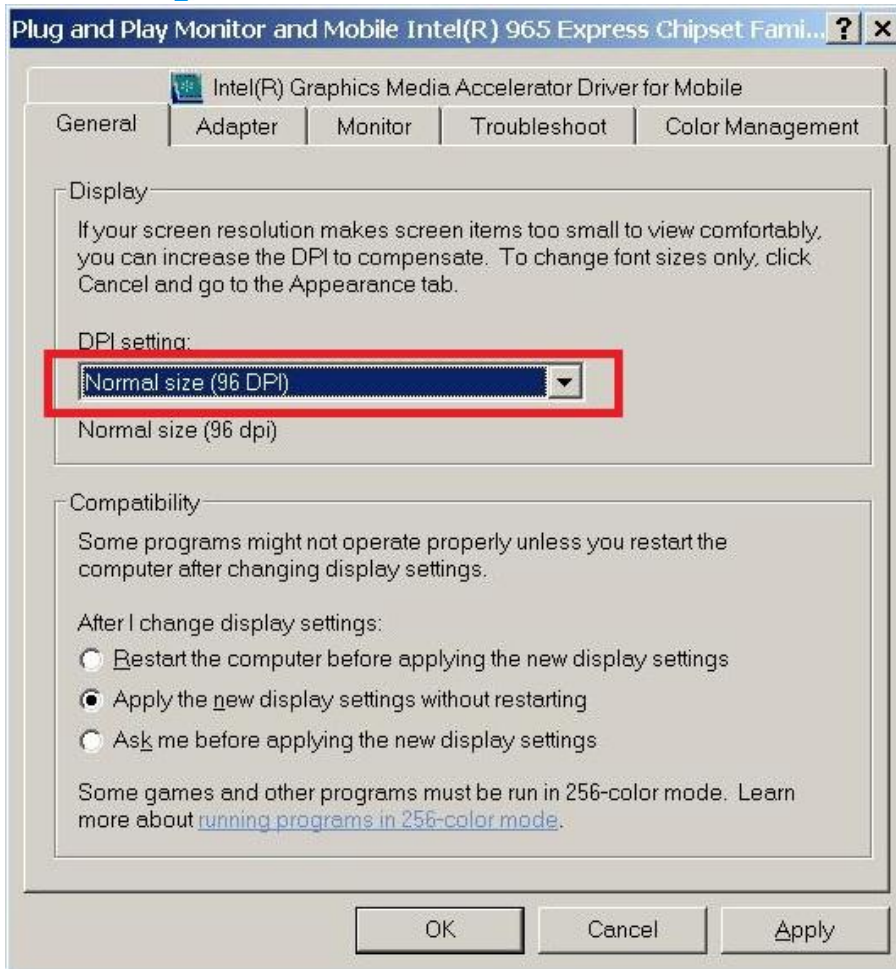 Plug and Play Monitor and Mobile Intel(R) 965 Express Chipset Fami...
Intel(R) Graphics Media Accelerator Driver for Mobile
General
Adapter
Monitor
Troubleshoot
Color Management
Display
If your screen resolution makes screen items too small to view comfortably,
you can increase the DPI to compensate. To change font sizes only, click
Cancel and go to the Appearance tab.
DPI setting:
Normal size (96 DPI)
Normal size (96 dpi)
Compatibility
Some programs might not operate properly unless you restart the
computer after changing display settings.
After I change display settings:
Restart the computer before applying the new display settings
Apply the new display settings without restarting
Ask me before applying the new display settings
Some games and other programs must be run in 256-color mode. Learn
more about running programs in 256-color mode.
OK
Cancel
Apply